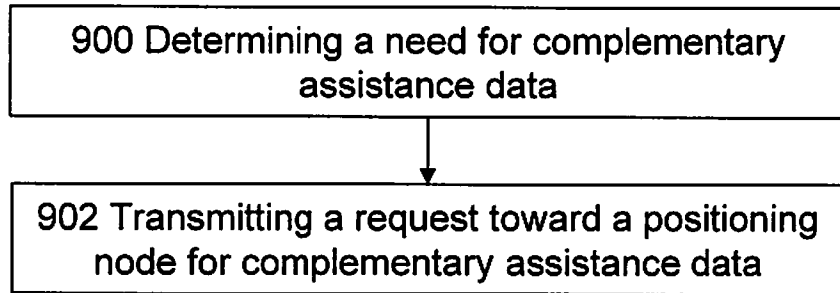 900 Determining a need for complementary
assistance data
902 Transmitting a request toward a positioning
node for complementary assistance data